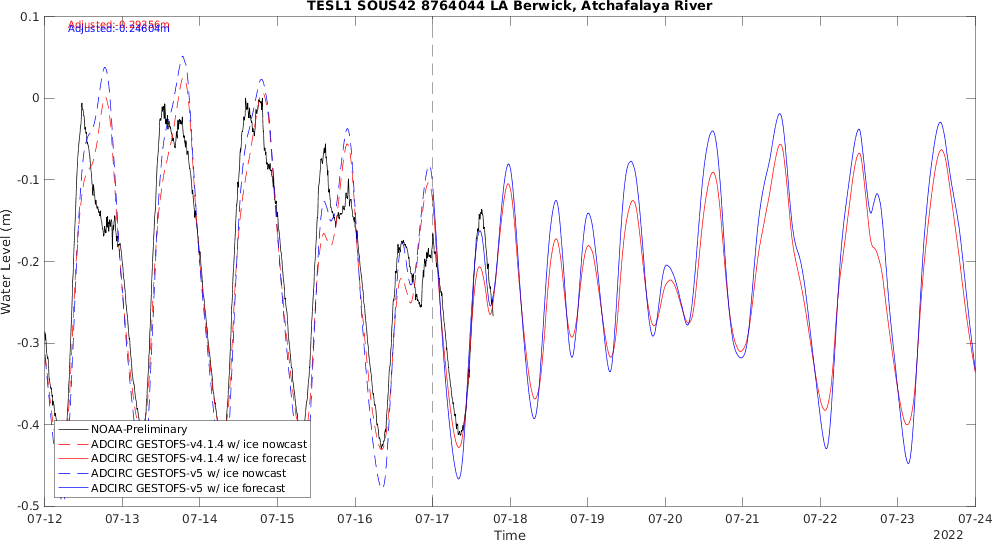 TESL1 SOUS42 8764044 LA Berwick, Atchafalaya River
Adjusted:-0.24604m
0.1
0
-0.1
-0.2
-0.3
-0.4
-0.5
Water Level (m)
NOAA-Preliminary
ADCIRC GESTOFS-v4.1.4 w/ ice nowcast
ADCIRC GESTOFS-v4.1.4 w/ ice forecast
ADCIRC GESTOFS-v5 w/ ice nowcast
ADCIRC GESTOFS-v5 w/ ice forecast
07-12 07-13 07-14 07-15 07-16 07-17 07-18 07-19 07-20 07-21 07-22 07-23 07-24
Time
2022